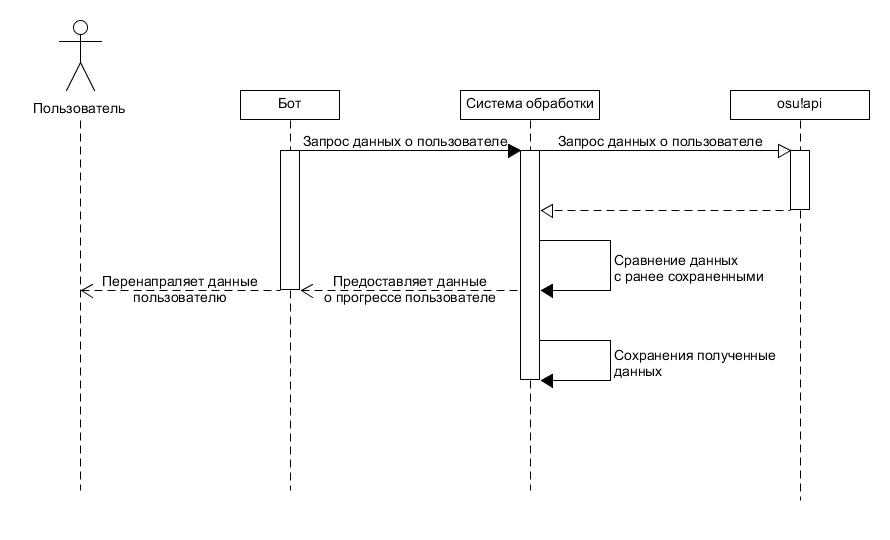 Пользователь
Бот
Система обработки
osu!api
Запрос данных о пользователе
Запрос данных о пользователе
Сравнение данных
с ранее сохраненными
Перенапраляет данные
пользователю
Предоставляет данные
о прогрессе пользователе
Сохранения полученные
данных